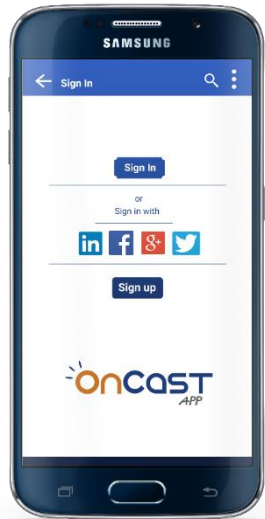 SAMSUNG
Sign In
Sign In
or
Sign in with
in f g+
Sign up
OnCast
APP